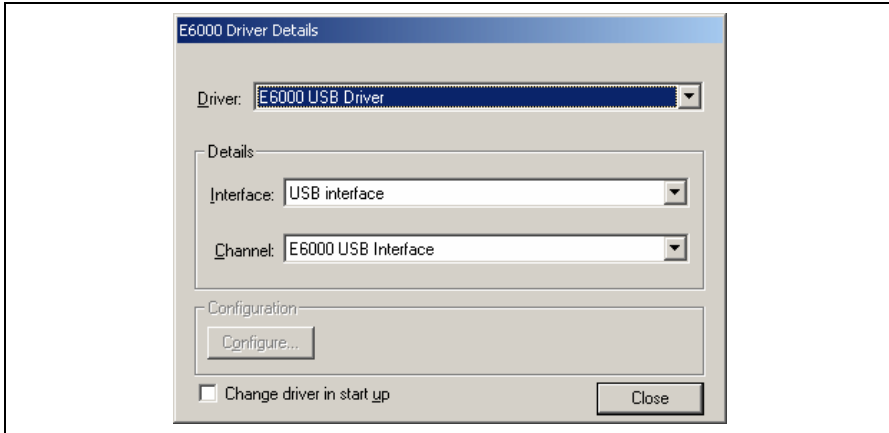 E6000 Driver Details
Driver: E6000 USB Driver
Details
Interface: USB interface
Channel: E6000 USB Interface
Configuration
Configure...
Change driver in start up
Close